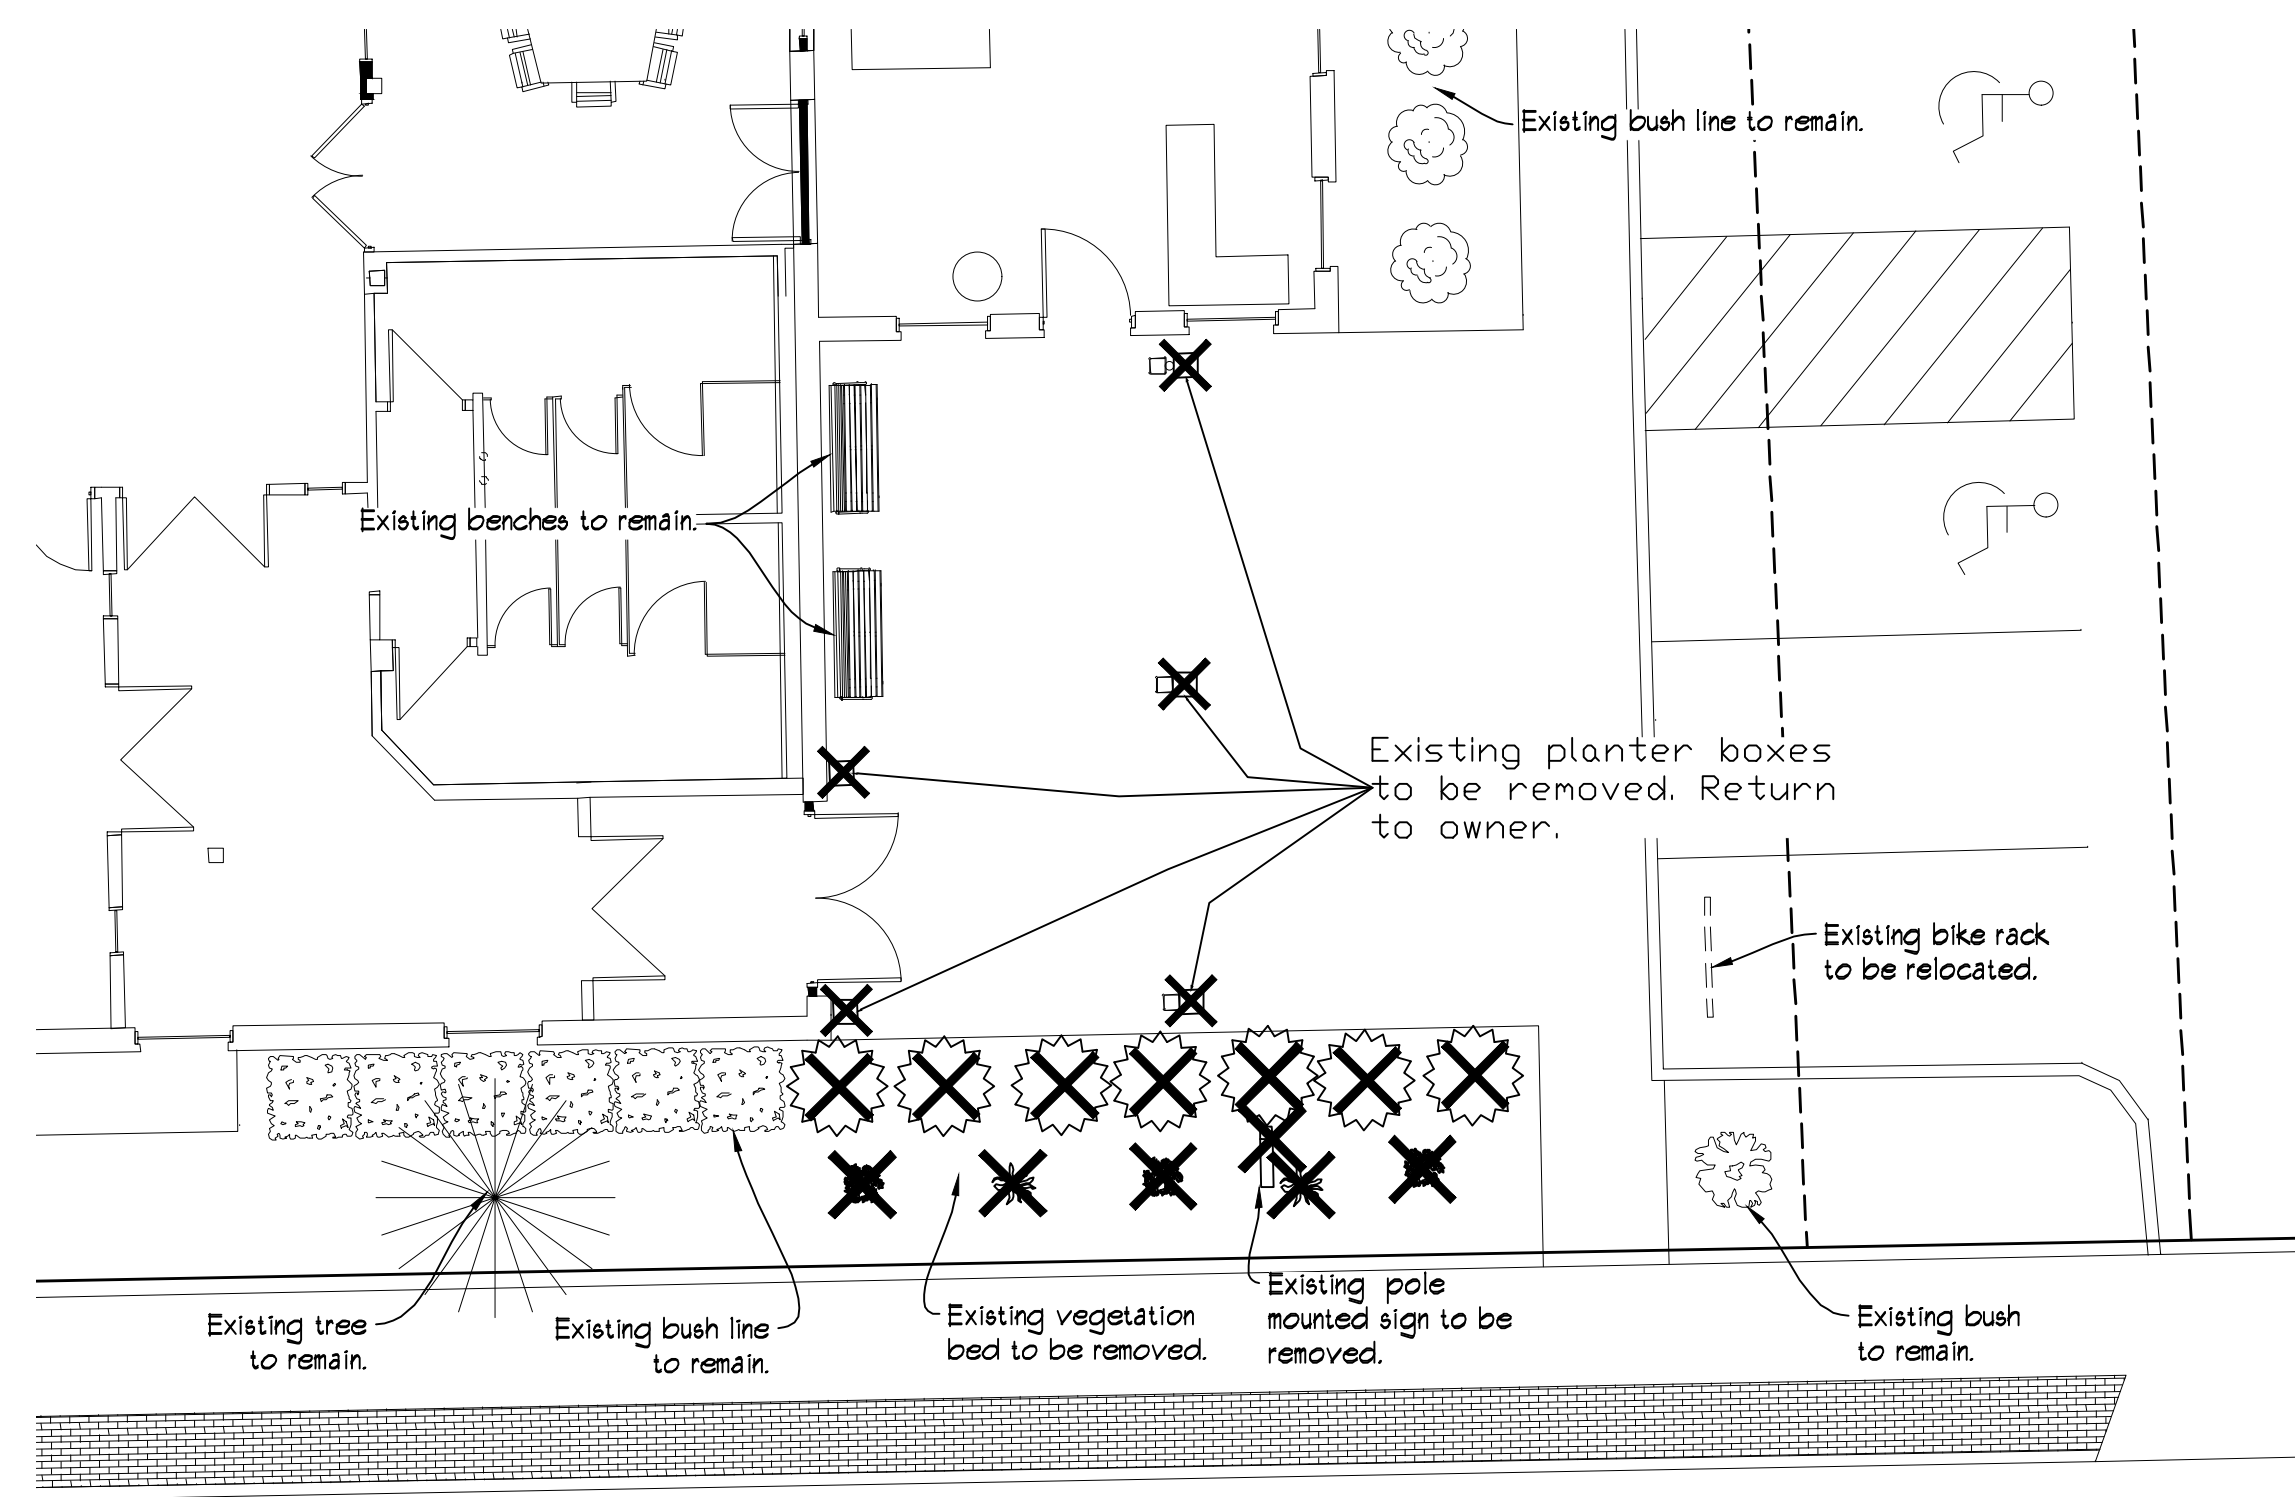 Existing bush line to remain.
Existing benches to remain.
Existing planter boxes
to be removed. Return
to owner.
Existing bike rack
to be relocated.
Existing tree
to remain.
Existing bush line
to remain.
Existing vegetation
bed to be removed.
Existing pole
mounted sign to be
removed.
Existing bush
to remain.